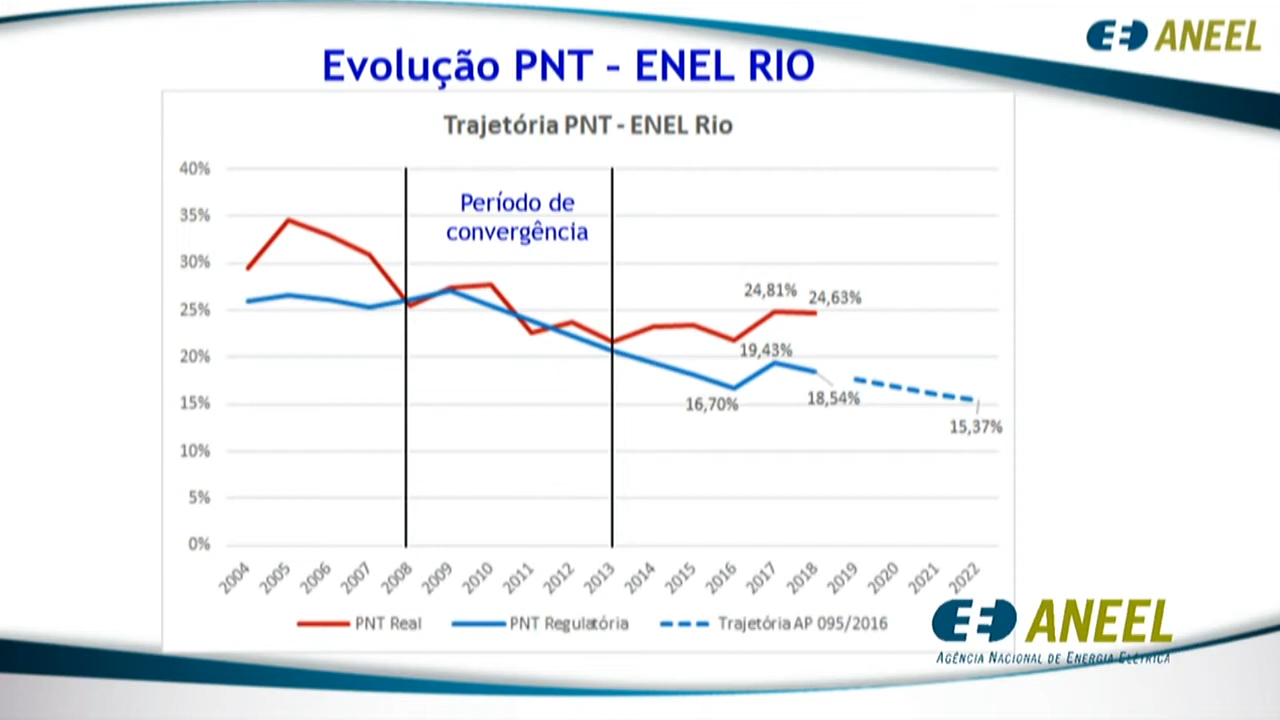 ANEEL
Evolução PNT – ENEL RIO
Trajetória PNT - ENEL Rio
40%
35%
30%
25%
20%
15%
10%
5%
0%
Período de
convergência
24,81%
24,63%
19,43%
16,70%
18,54%
15,37%
2004 2005 2006 2007 2008 2009 2010 2011 2012 2013 2014 2015 2016 2017 2018 2019 2020 2021 2022
PNT Real PNT Regulatória Trajetória AP 095/2016
ANEEL
AGÊNCIA NACIONAL DE ENERGIA ELÉTRICA